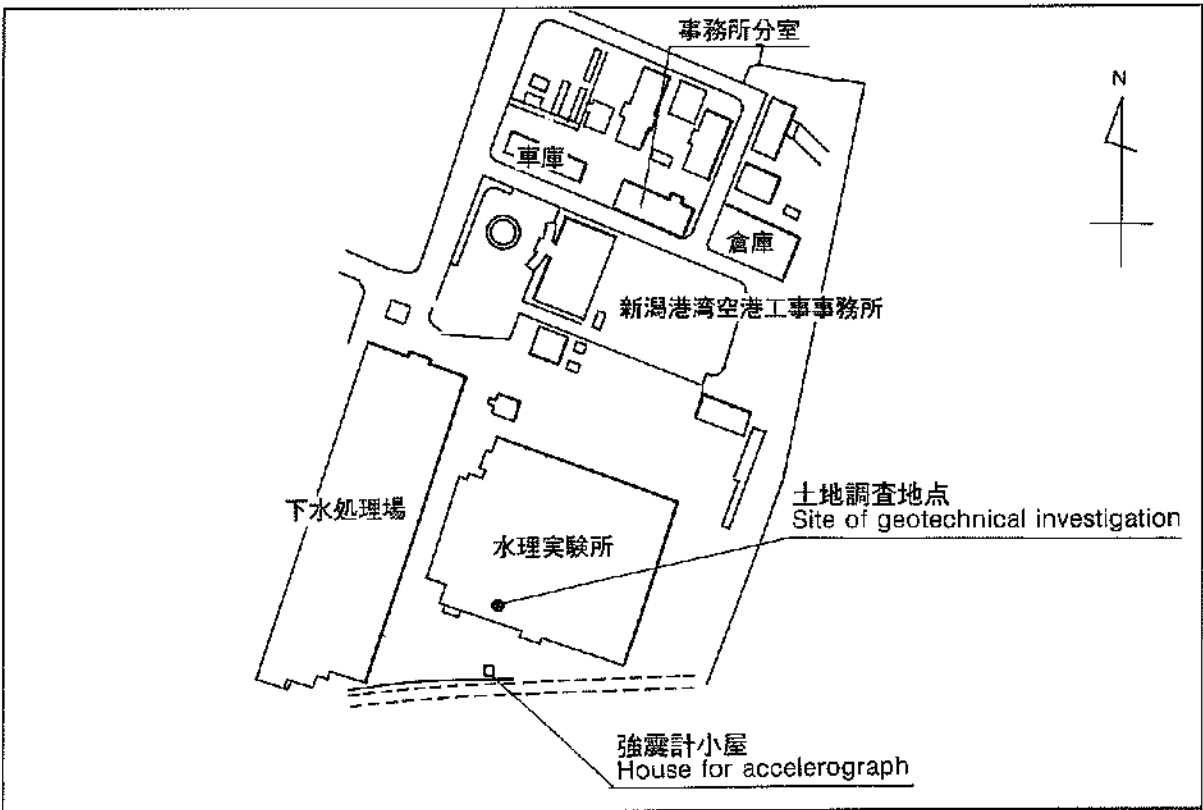 事務所分室
N
車庫
倉庫
新潟港湾空港工事事務所
下水処理場
水理実験所
土地調査地点
Site of geotechnical investigation
強震計小屋
House for accelerograph